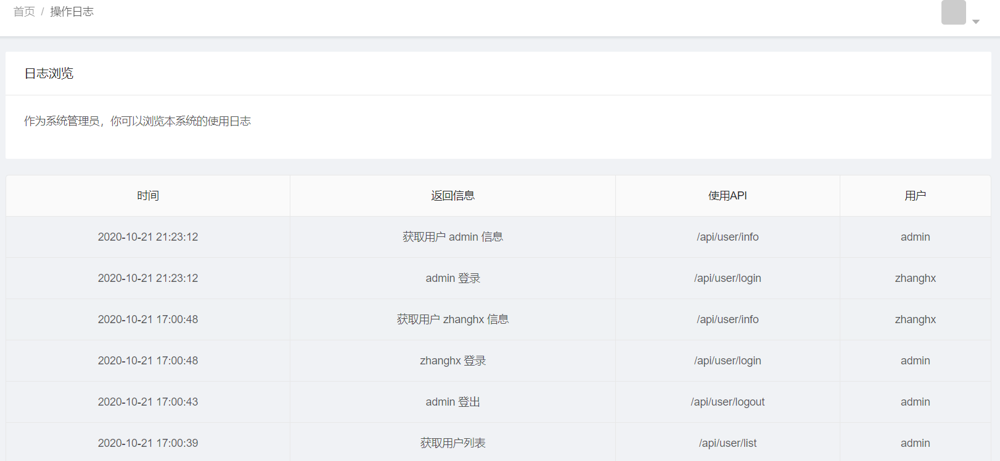 首页 / 操作日志
日志浏览
作为系统管理员，你可以浏览本系统的使用日志
时间 返回信息 使用API 用户
2020-10-21 21:23:12 获取用户 admin 信息 /api/user/info admin
2020-10-21 21:23:12 admin 登录 /api/user/login zhanghx
2020-10-21 17:00:48 获取用户 zhanghx 信息 /api/user/info zhanghx
2020-10-21 17:00:48 zhanghx 登录 /api/user/login admin
2020-10-21 17:00:43 admin 登出 /api/user/logout admin
2020-10-21 17:00:39 获取用户列表 /api/user/list admin